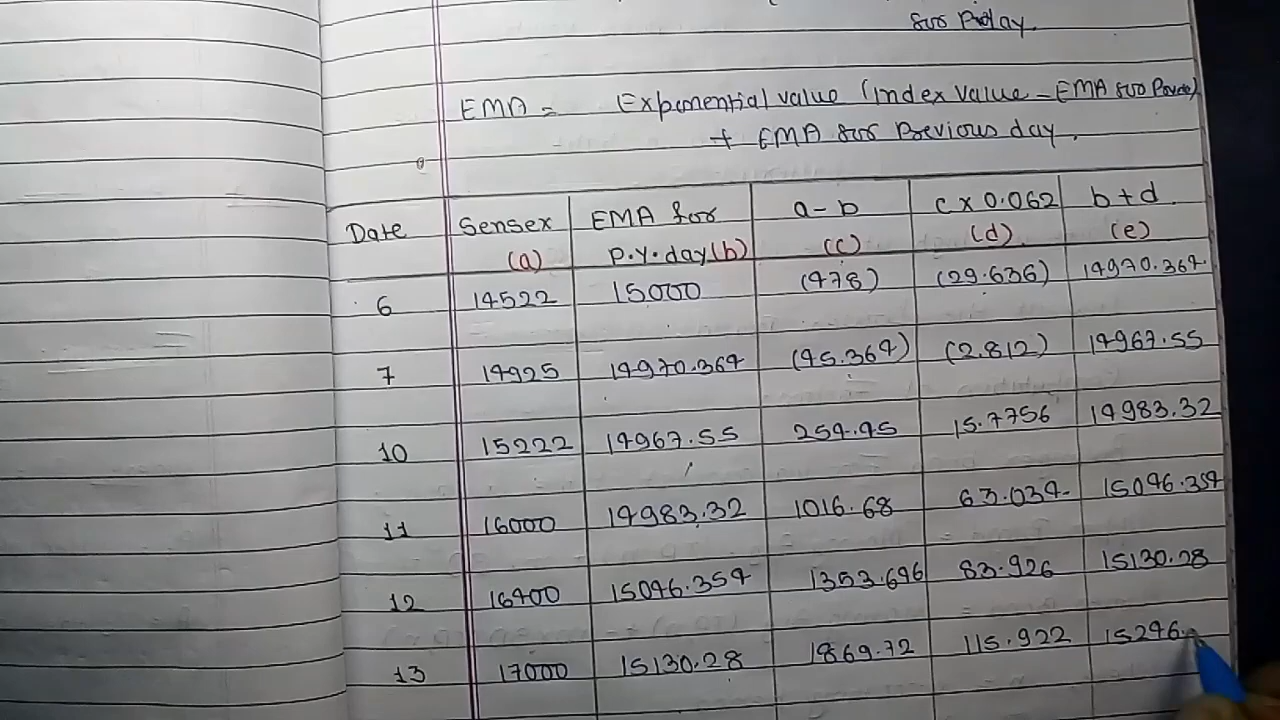 for P.day.
EMA = Exponential value (Index Value - EMA for P.vde)
+ EMA for Previous day.
Date Sensex (a) EMA for P.Y.day(b) a-b (c) c x 0.062 (d) b+d. (e)
6 14522 15000 (478) (29.636) 14970.364.
7 14925 14970.364 (45.364) (2.812) 14967.55
10 15222 14967.55 254.45 15.7756 14983.32
11 16000 14983.32 1016.68 63.034 15046.354
12 16400 15046.354 1353.646 83.926 15130.28
13 17000 15130.28 1869.72 115.922 15246.